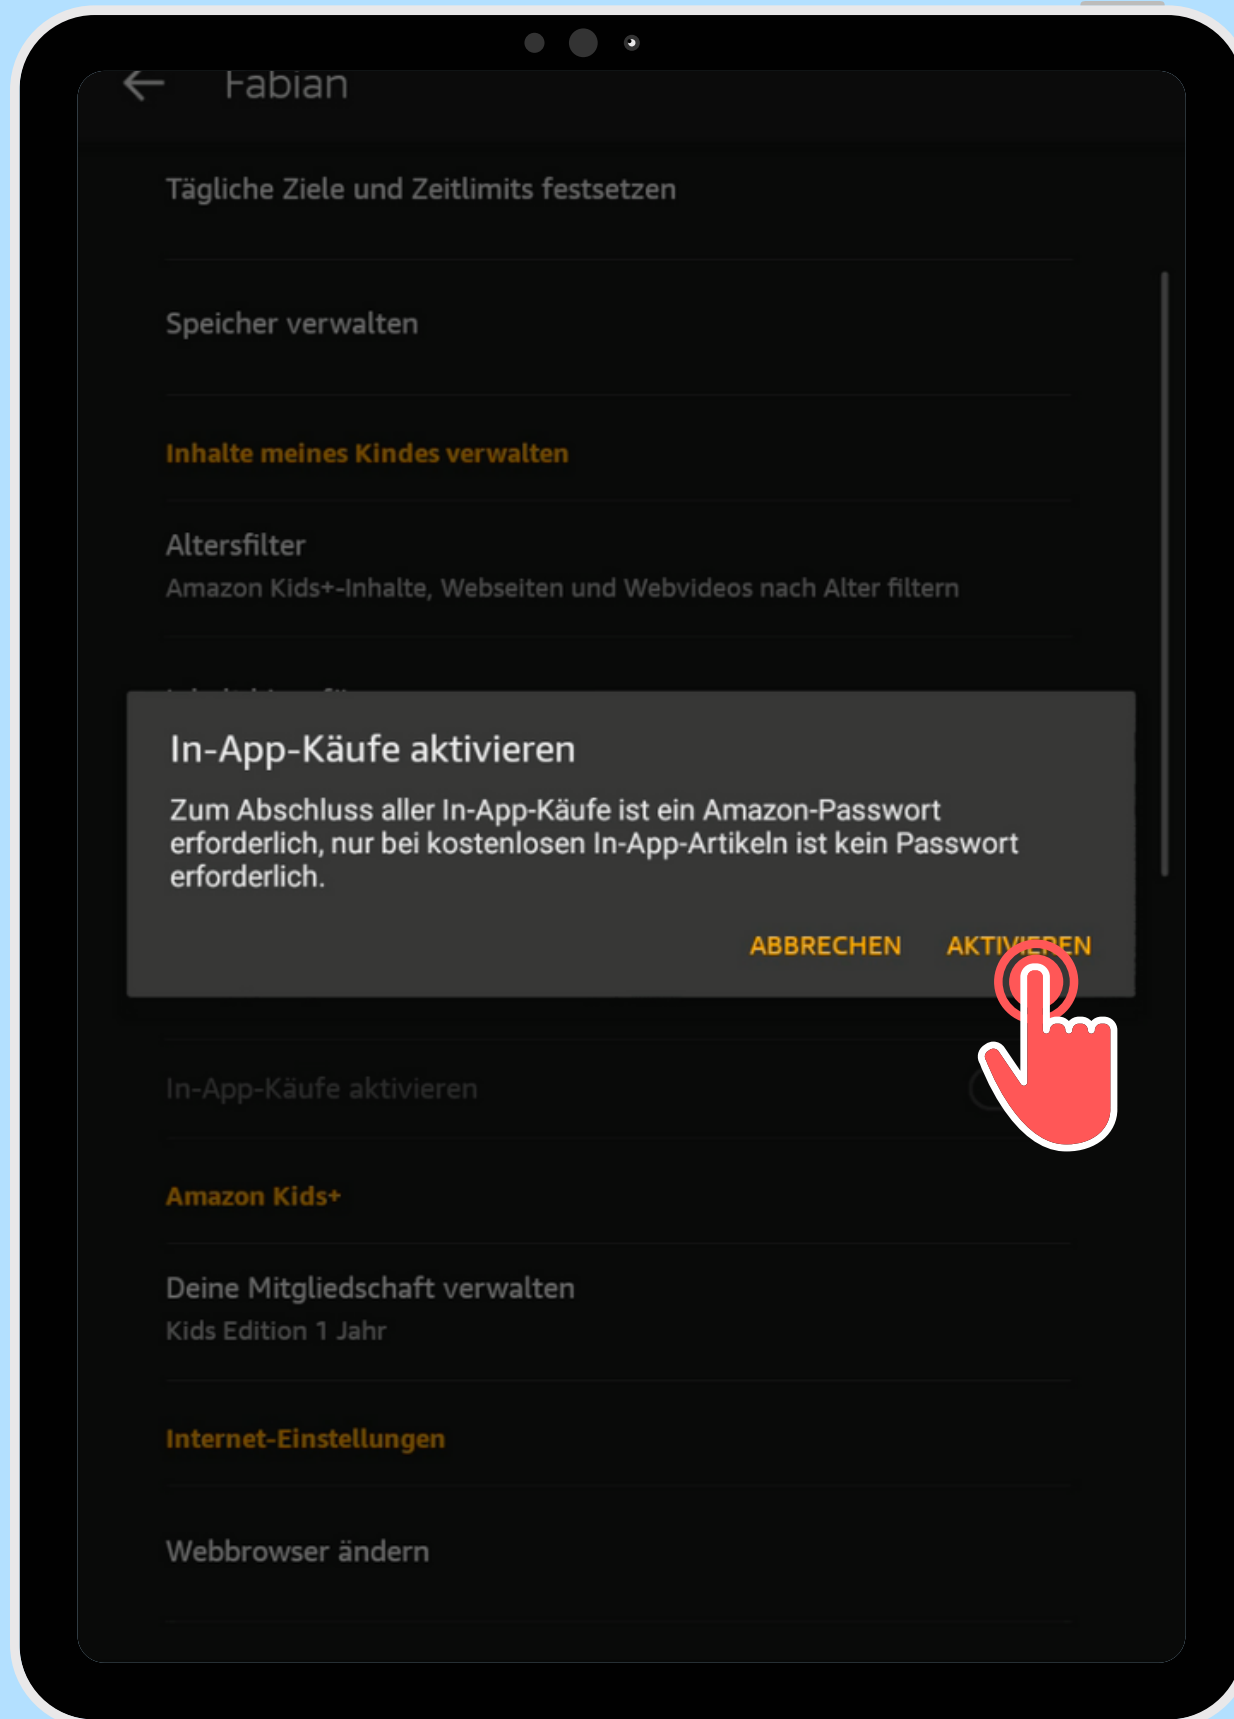 Fabian
Tägliche Ziele und Zeitlimits festsetzen
Speicher verwalten
Inhalte meines Kindes verwalten
Altersfilter
Amazon Kids+-Inhalte, Webseiten und Webvideos nach Alter filtern
In-App-Käufe aktivieren
Zum Abschluss aller In-App-Käufe ist ein Amazon-Passwort
erforderlich, nur bei kostenlosen In-App-Artikeln ist kein Passwort
erforderlich.
ABBRECHEN AKTIVIEREN
In-App-Käufe aktivieren
Amazon Kids+
Deine Mitgliedschaft verwalten
Kids Edition 1 Jahr
Internet-Einstellungen
Webbrowser ändern